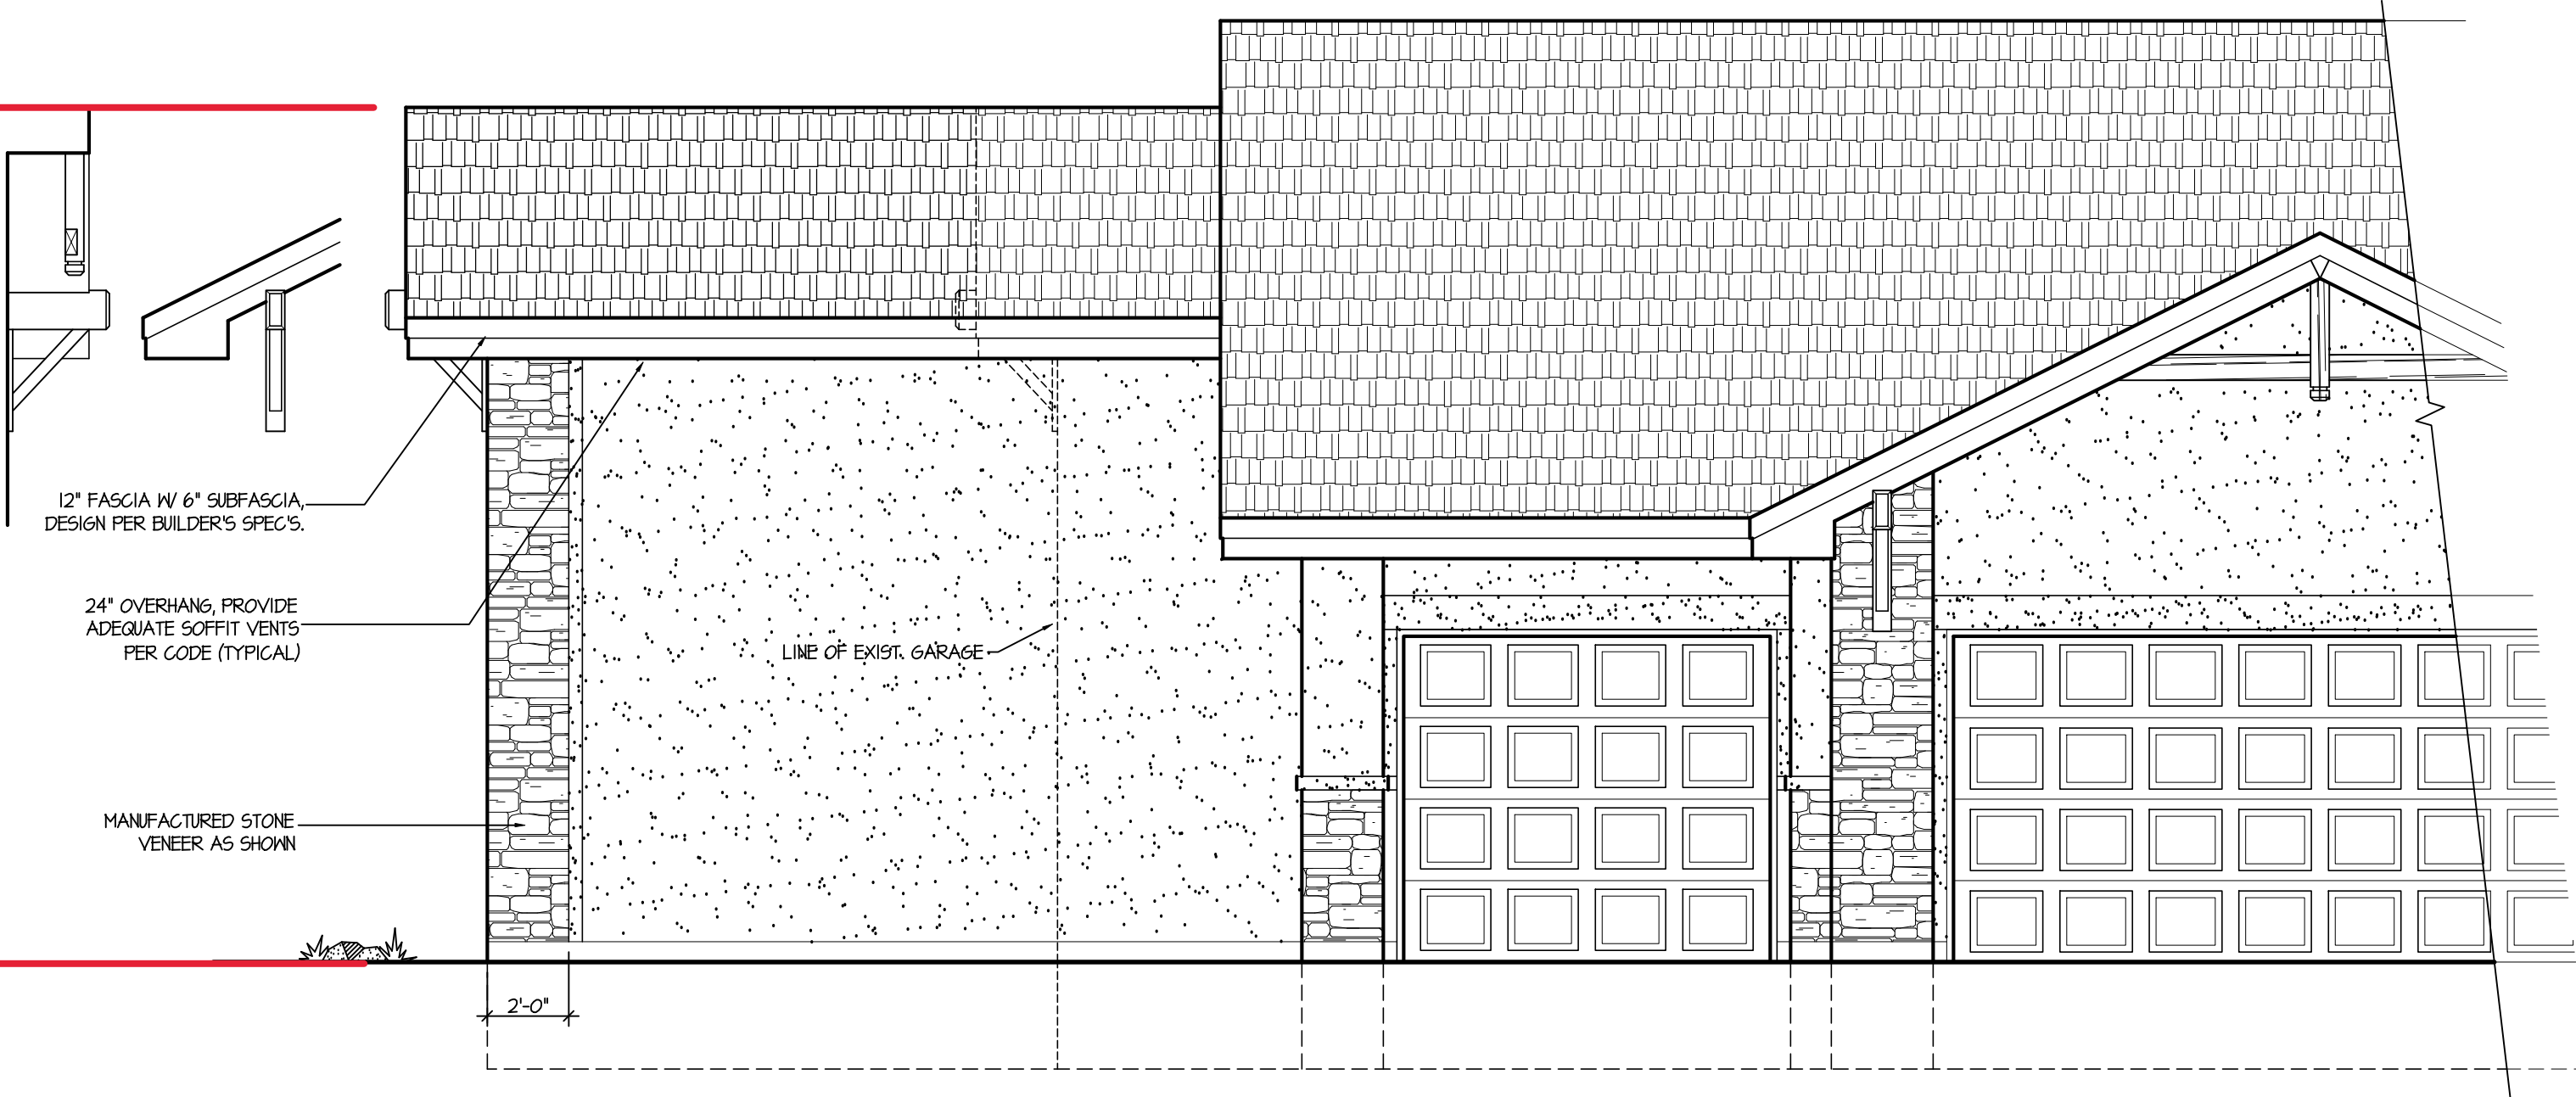 12" FASCIA W/ 6" SUBFASCIA,
DESIGN PER BUILDER'S SPEC'S.
24" OVERHANG, PROVIDE
ADEQUATE SOFFIT VENTS
PER CODE (TYPICAL)
LINE OF EXIST. GARAGE
MANUFACTURED STONE
VENEER AS SHOWN
2'-0"